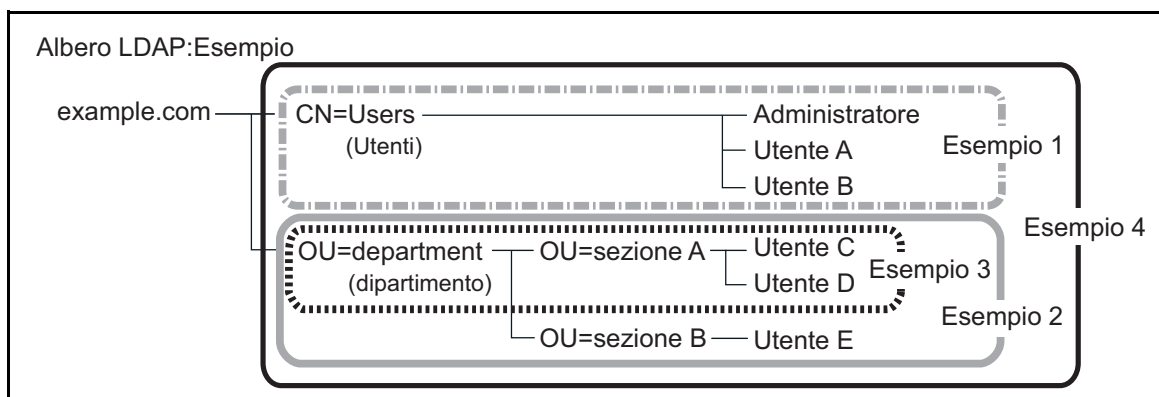 Albero LDAP:Esempio
example.com
CN=Users
(Utenti)
Administratore
Utente A
Utente B
Esempio 1
Esempio 4
OU=department
(dipartimento)
OU=sezione A
Utente C
Utente D
Esempio 3
Esempio 2
OU=sezione B
Utente E